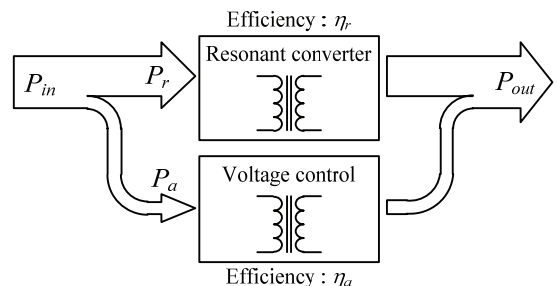 Efficiency : ηr
Resonant converter
Pin
Pr
Pout
Pa
Voltage control
Efficiency : ηa